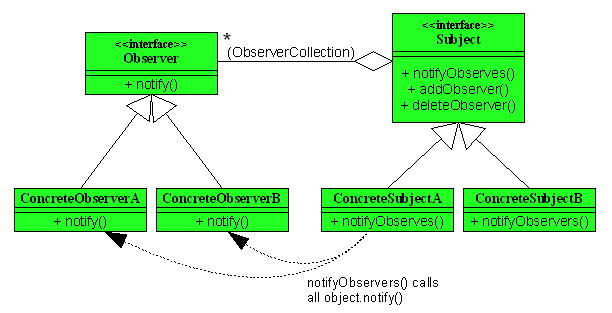 <<interface>>
Observer
+ notify()
*
(ObserverCollection)
<<interface>>
Subject
+ notifyObserves()
+ addObserver()
+ deleteObserver()
ConcreteObserverA
+ notify()
ConcreteObserverB
+ notify()
ConcreteSubjectA
+ notifyObserves()
ConcreteSubjectB
+ notifyObservers()
notifyObservers() calls
all object.notify()